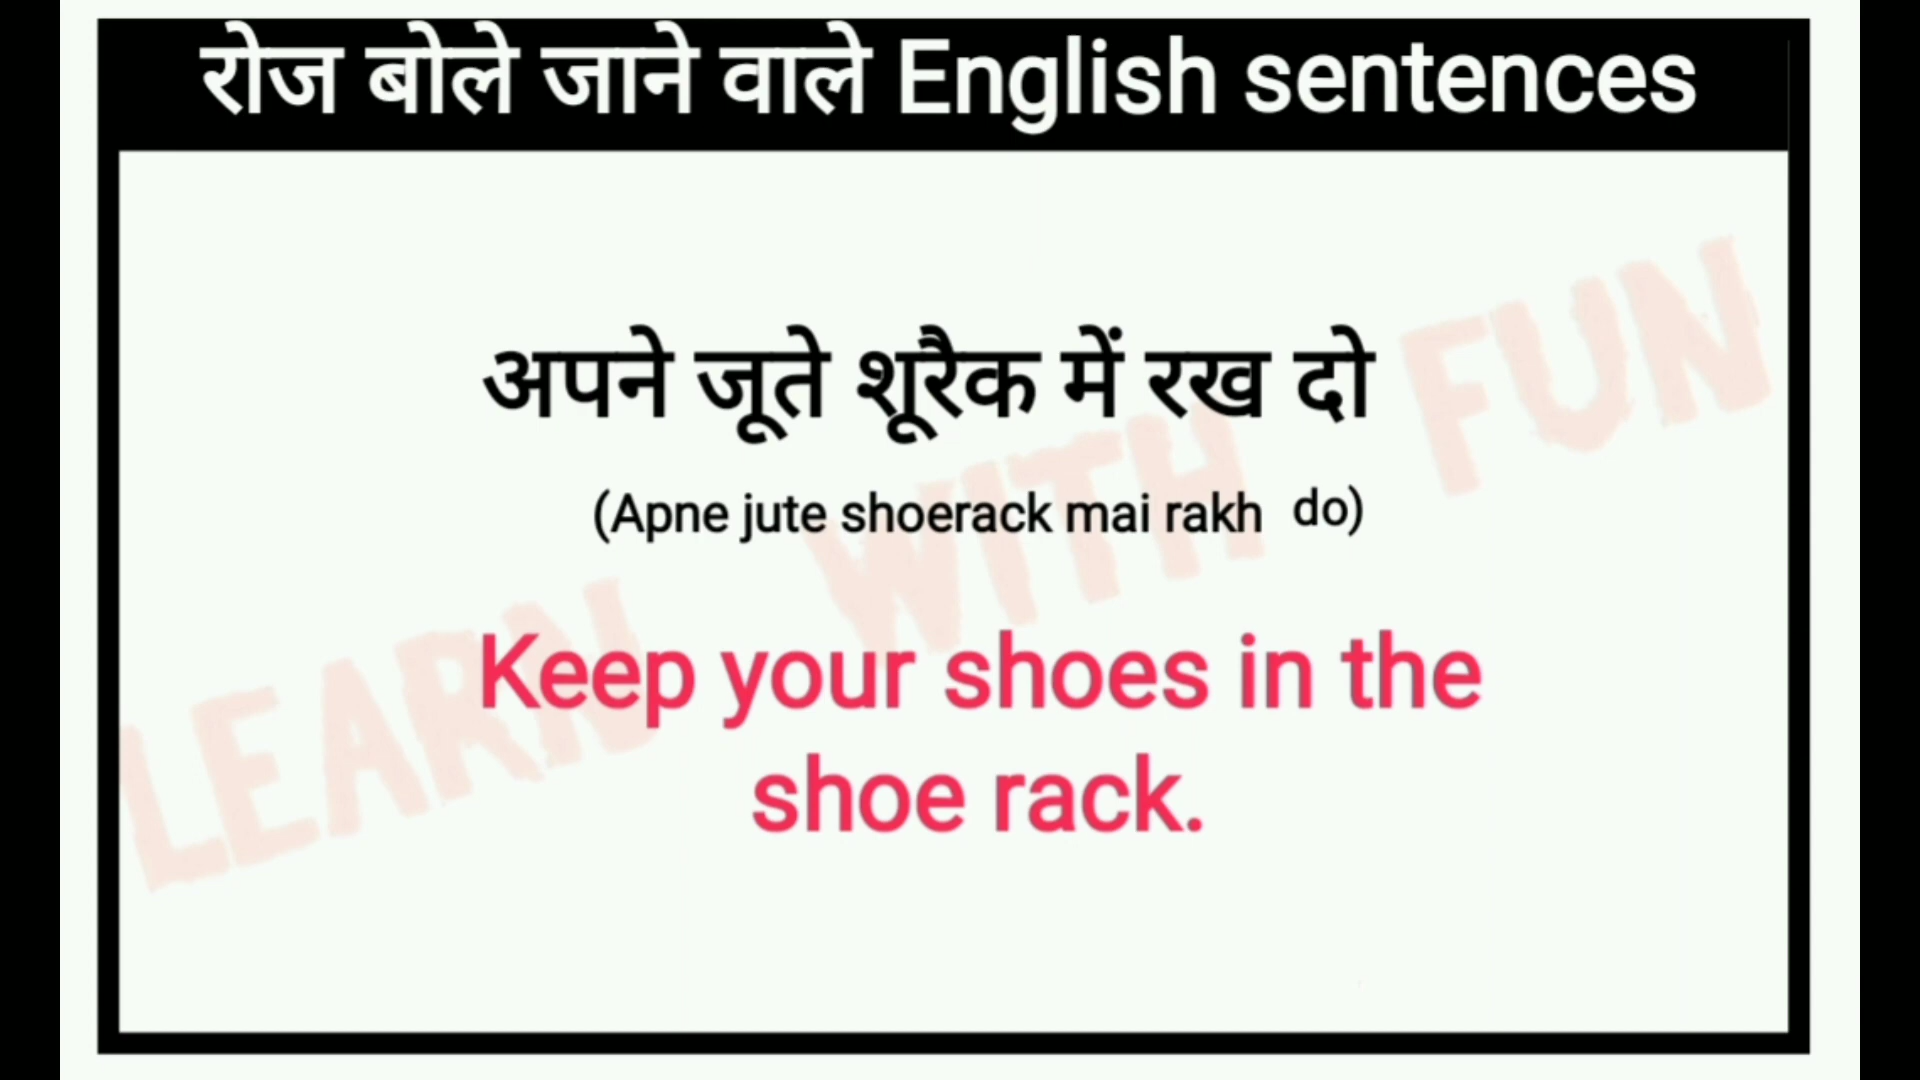 रोज बोले जाने वाले English sentences
अपने जूते शूरैक में रख दो
(Apne jute shoerack mai rakh do)
Keep your shoes in the
shoe rack.
LEARN WITH FUN